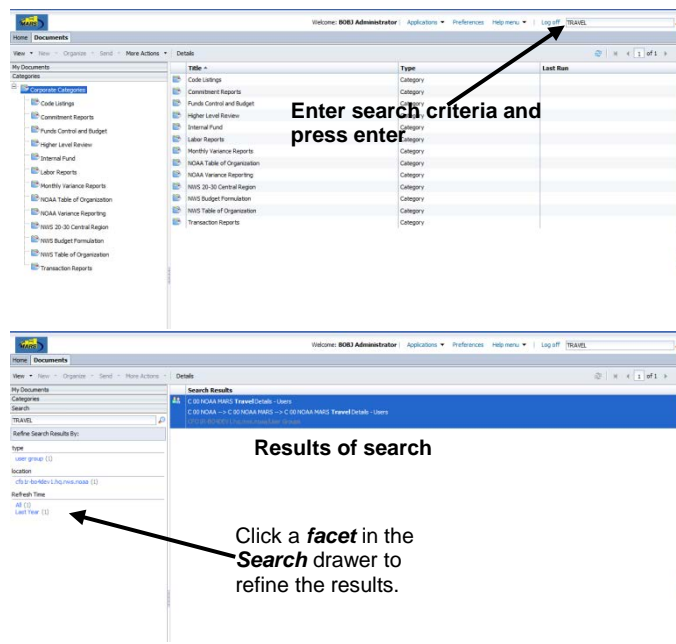 MARS
Welcome: BOBJ Administrator | Applications Preferences Help menu | Log off TRAVEL
Home Documents
View New Organize Send More Actions Details 1 of 1
My Documents Title Type Last Run
Categories
Corporate Categories
Code Listings
Commitment Reports
Funds Control and Budget
Higher Level Review
Internal Fund
Labor Reports
Monthly Variance Reports
NOAA Table of Organization
NOAA Variance Reporting
NWS 20-30 Central Region
NWS Budget Formulation
NWS Table of Organization
Transaction Reports
Code Listings Category
Commitment Reports Category
Funds Control and Budget Category
Higher Level Review Category
Internal Fund Category
Labor Reports Category
Monthly Variance Reports Category
NOAA Table of Organization Category
NOAA Variance Reporting Category
NWS 20-30 Central Region Category
NWS Budget Formulation Category
NWS Table of Organization Category
Transaction Reports Category
Enter search criteria and
press enter
MARS
Welcome: BOBJ Administrator | Applications Preferences Help menu | Log off TRAVEL
Home Documents
View New Organize Send More Actions Details 1 of 1
My Documents
Categories
Search
TRAVEL
Refine Search Results By:
type
user group (1)
location
(1)
Refresh Time
All (1)
Last Year (1)
Search Results
C 00 NOAA MARS Travel Details - Users
C 00 NOAA --> C 00 NOAA MARS --> C 00 NOAA MARS Travel Details - Users
Results of search
Click a facet in the
Search drawer to
refine the results.